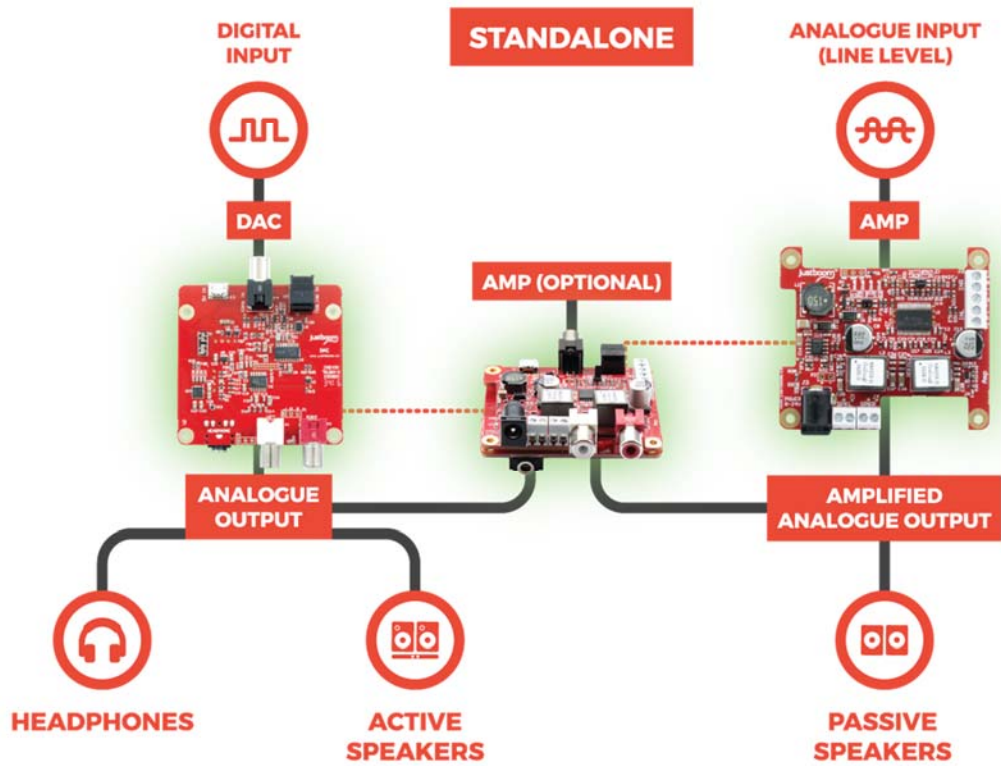 DIGITAL
INPUT
STANDALONE
ANALOGUE INPUT
(LINE LEVEL)
DAC
AMP
AMP (OPTIONAL)
justboom
ANALOGUE
OUTPUT
AMPLIFIED
ANALOGUE OUTPUT
HEADPHONES
ACTIVE
SPEAKERS
PASSIVE
SPEAKERS